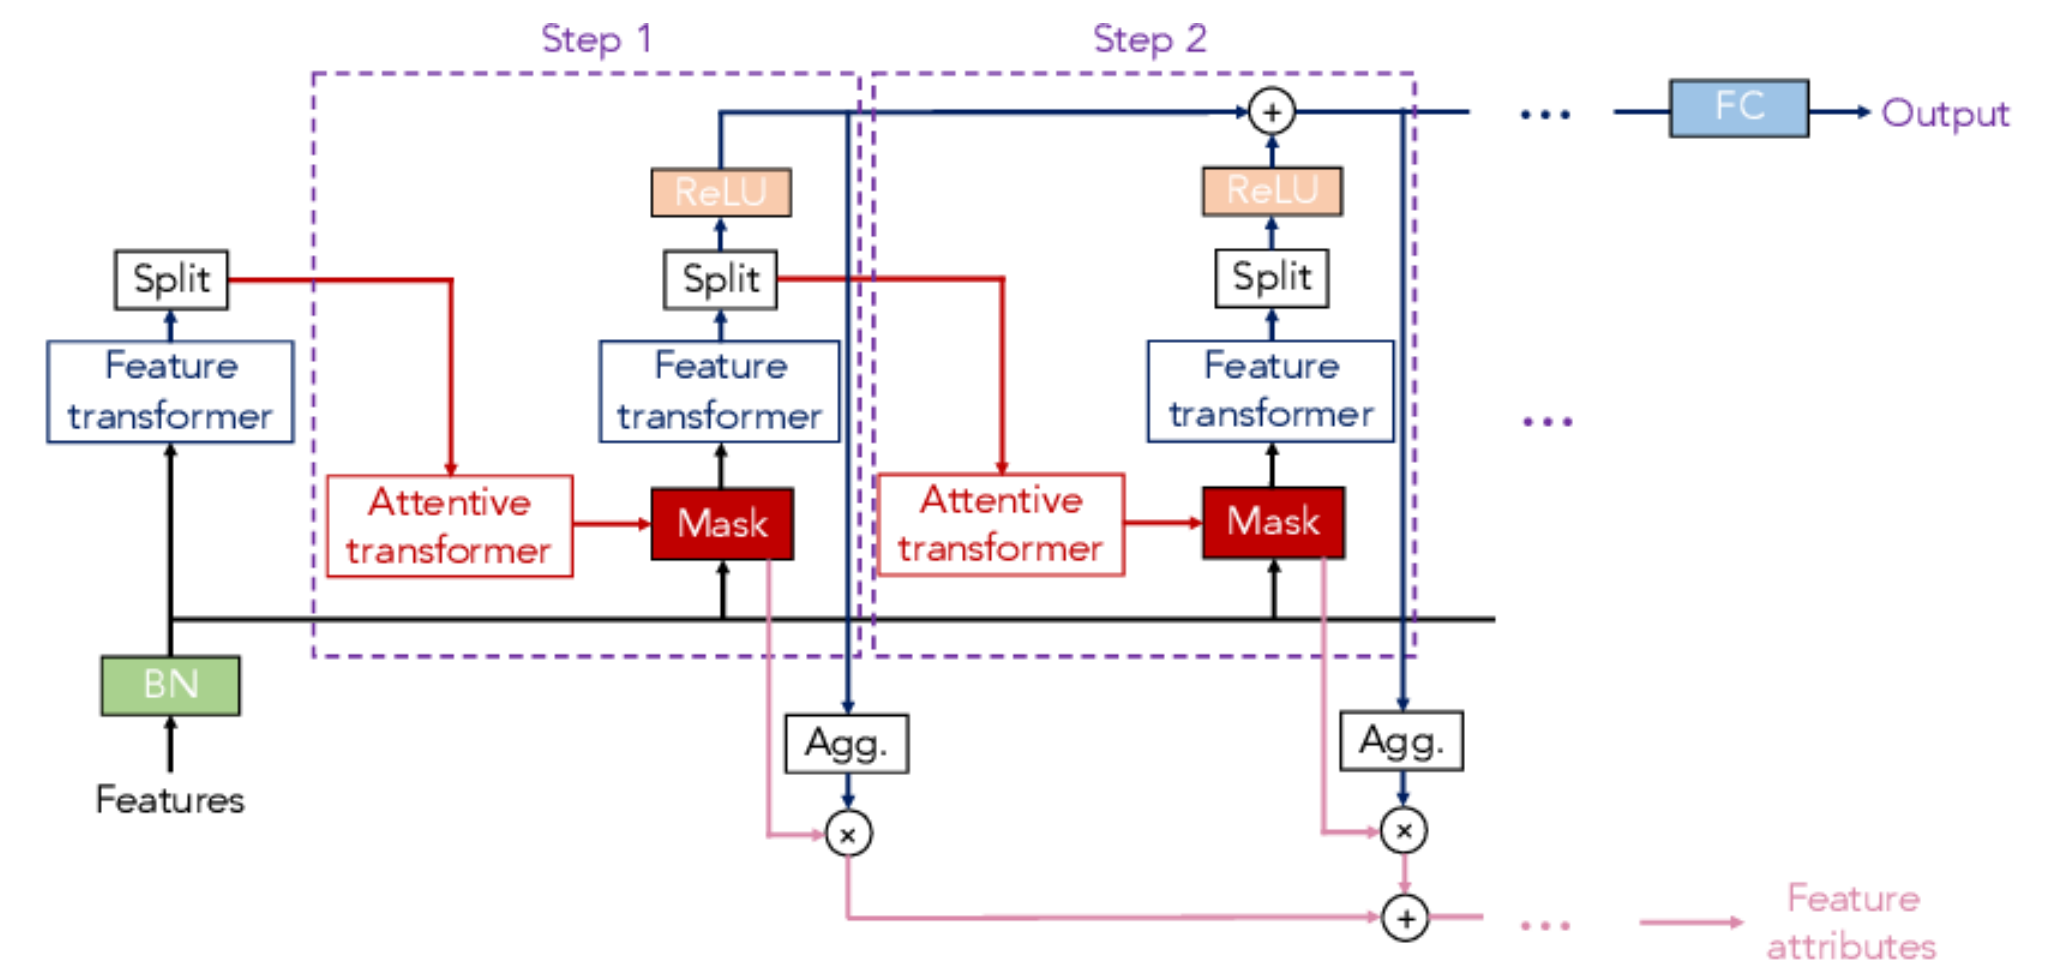 Step 1
Step 2
FC
Output
+
ReLU
ReLU
Split
Split
Split
Feature
transformer
Feature
transformer
Feature
transformer
...
...
Attentive
transformer
Mask
Attentive
transformer
Mask
BN
Agg.
Agg.
Features
×
×
+
...
Feature
attributes